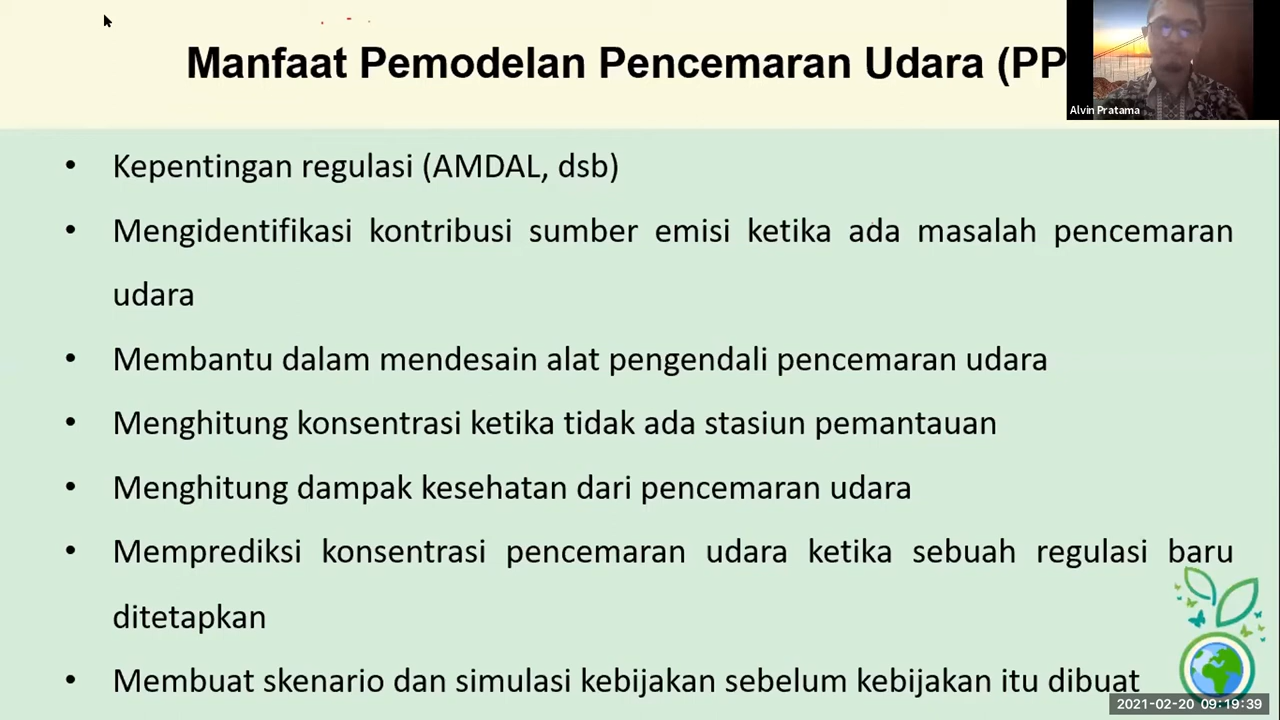 Manfaat Pemodelan Pencemaran Udara (PP
Alvin Pratama
• Kepentingan regulasi (AMDAL, dsb)
• Mengidentifikasi kontribusi sumber emisi ketika ada masalah pencemaran
udara
• Membantu dalam mendesain alat pengendali pencemaran udara
• Menghitung konsentrasi ketika tidak ada stasiun pemantauan
• Menghitung dampak kesehatan dari pencemaran udara
• Memprediksi konsentrasi pencemaran udara ketika sebuah regulasi baru
ditetapkan
• Membuat skenario dan simulasi kebijakan sebelum kebijakan itu dibuat
2021-02-20 09:19:39